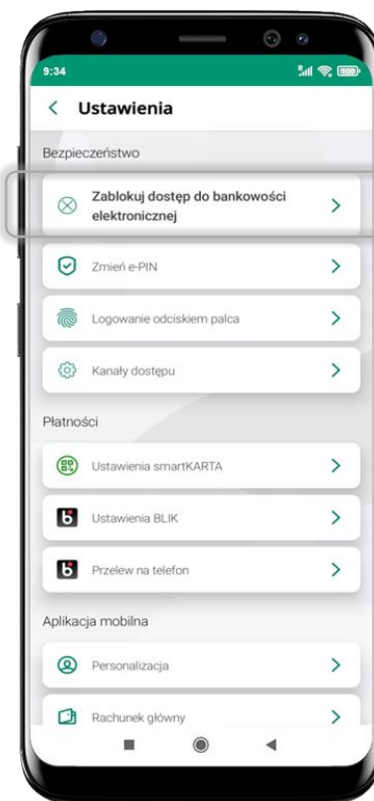 9:34
Ustawienia
Bezpieczeństwo
Zablokuj dostęp do bankowości
elektronicznej
Zmień e-PIN
Logowanie odciskiem palca
Kanały dostępu
Płatności
Ustawienia smartKARTA
Ustawienia BLIK
Przelew na telefon
Aplikacja mobilna
Personalizacja
Rachunek główny